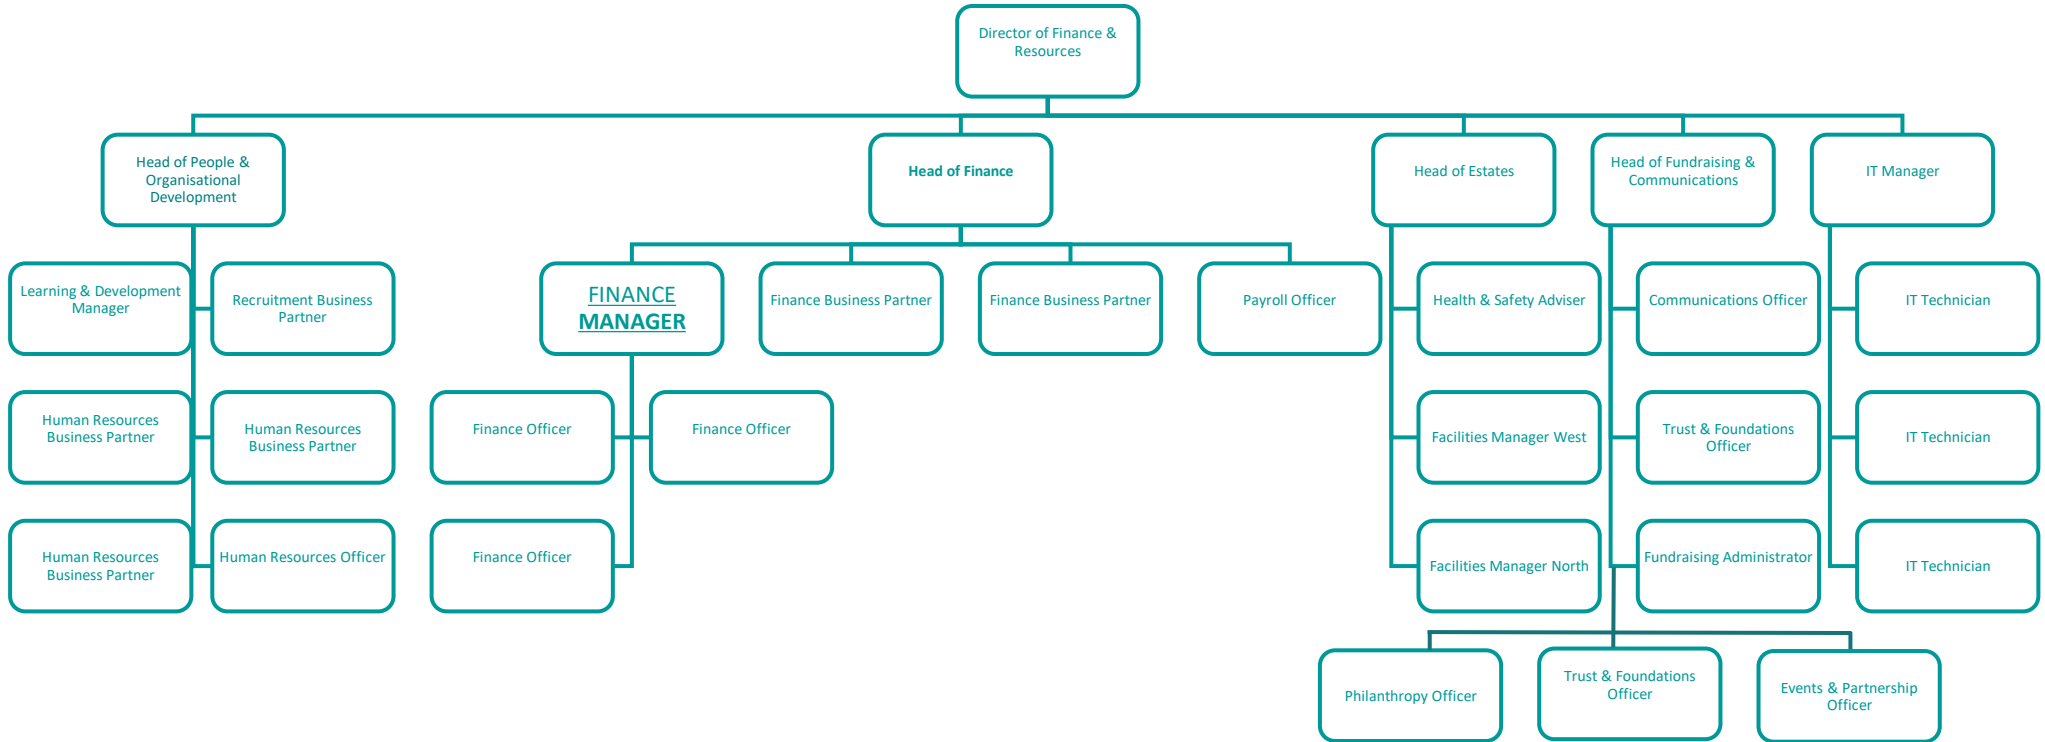 Director of Finance &
Resources
Head of People &
Organisational
Development
Head of Finance
Head of Estates
Head of Fundraising &
Communications
IT Manager
Learning & Development
Manager
Recruitment Business
Partner
FINANCE
MANAGER
Finance Business Partner
Finance Business Partner
Payroll Officer
Health & Safety Adviser
Communications Officer
IT Technician
Human Resources
Business Partner
Human Resources
Business Partner
Finance Officer
Finance Officer
Facilities Manager West
Trust & Foundations
Officer
IT Technician
Human Resources
Business Partner
Human Resources Officer
Finance Officer
Facilities Manager North
Fundraising Administrator
IT Technician
Philanthropy Officer
Trust & Foundations
Officer
Events & Partnership
Officer